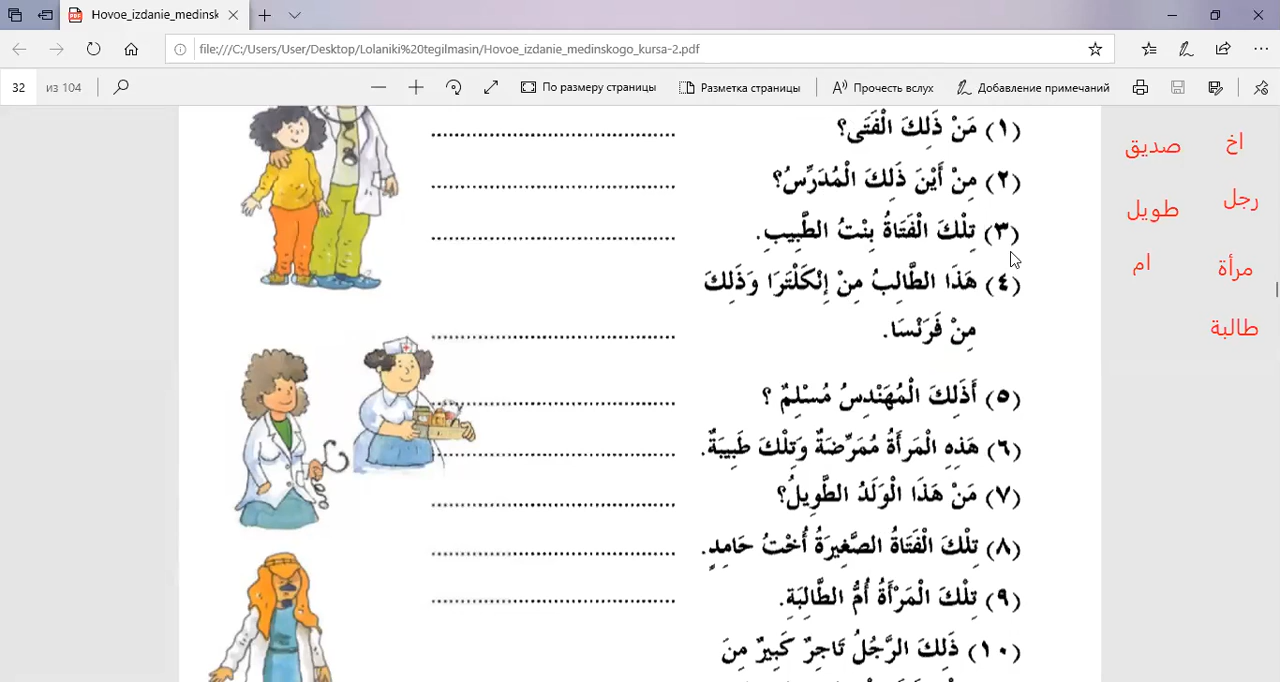 Hovoe_izdanie_medinsk
file:///C:/Users/User/Desktop/Lolaniki%20tegilmasin/Hovoe_izdanie_medinskogo_kursa-2.pdf
32 из 104
По размеру страницы
Разметка страницы
Прочесть вслух
Добавление примечаний
(١) مَنْ ذَلِكَ الْفَتَى؟
(٢) مِنْ أَيْنَ ذَلِكَ الْمُدَرِّسُ؟
(٣) تِلْكَ الْفَتَاةُ بِنْتُ الطَّبِيبِ.
(٤) هَذَا الطَّالِبُ مِنْ إِنْكَلْتَرَا وَذَلِكَ
مِنْ فَرَنْسَا.
(٥) أَذَلِكَ الْمُهَنْدِسُ مُسْلِمٌ ؟
(٦) هَذِهِ الْمَرأَةُ مُمَرِّضَةٌ وَتِلْكَ طَبِيبَةٌ.
(٧) مَنْ هَذَا الْوَلَدُ الطَّوِيلُ؟
(٨) تِلْكَ الْفَتَاةُ الصَّغِيرَةُ أُخْتُ حَامِدٍ.
(٩) تِلْكَ الْمَرْأَةُ أُمُّ الطَّالِبَةِ.
(١٠) ذَلِكَ الرَّجُلُ تَاجِرٌ كَبِيرٌ مِنَ
اخ صديق
رجل طويل
مرأة ام
طالبة